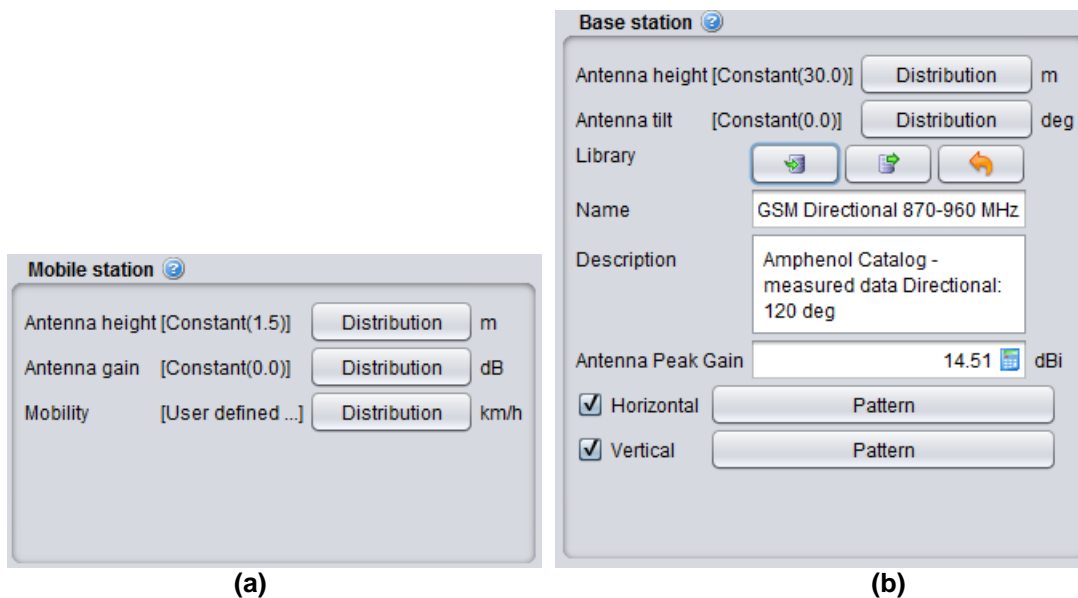 Mobile station
Antenna height [Constant(1.5)] Distribution m
Antenna gain [Constant(0.0)] Distribution dB
Mobility [User defined ...] Distribution km/h
(a)
Base station
Antenna height [Constant(30.0)] Distribution m
Antenna tilt [Constant(0.0)] Distribution deg
Library
Name GSM Directional 870-960 MHz
Description Amphenol Catalog -
measured data Directional:
120 deg
Antenna Peak Gain 14.51 dBi
Horizontal Pattern
Vertical Pattern
(b)